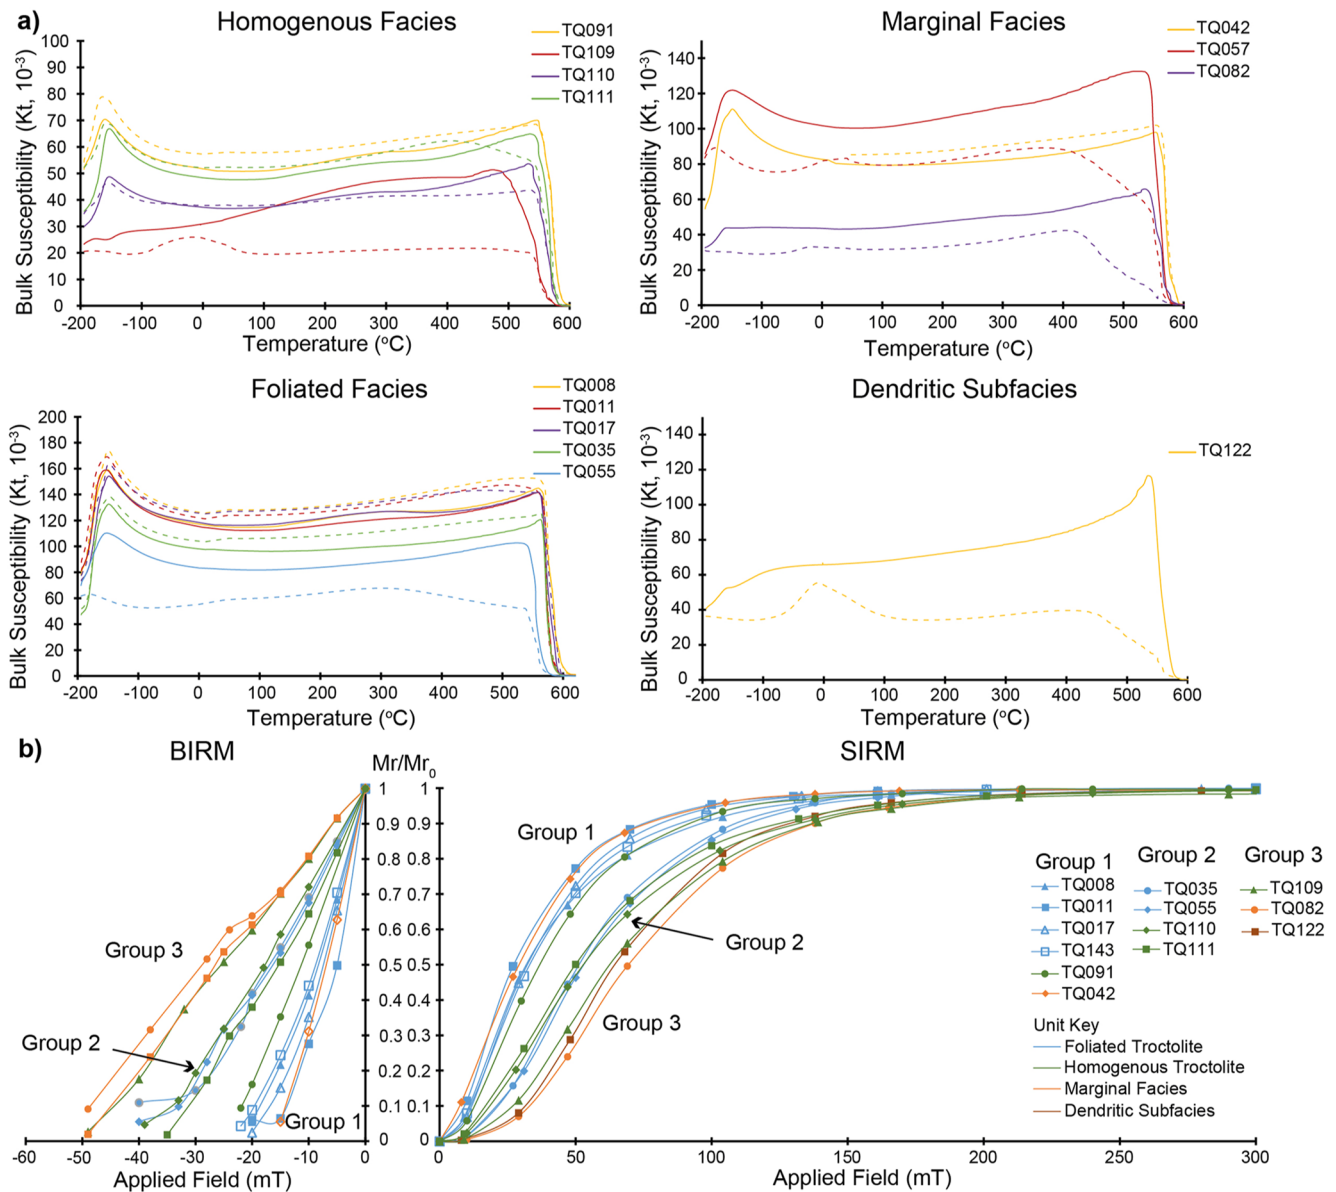 a)
Homogenous Facies
TQ091
TQ109
TQ110
TQ111
Bulk Susceptibility (Kt, 10-3)
100
90
80
70
60
50
40
30
20
10
0
-200 -100 0 100 200 300 400 500 600
Temperature (oC)
Marginal Facies
TQ042
TQ057
TQ082
Bulk Susceptibility (Kt, 10-3)
140
120
100
80
60
40
20
0
-200 -100 0 100 200 300 400 500 600
Temperature (oC)
Foliated Facies
TQ008
TQ011
TQ017
TQ035
TQ055
Bulk Susceptibility (Kt, 10-3)
200
180
160
140
120
100
80
60
40
20
0
-200 -100 0 100 200 300 400 500 600
Temperature (oC)
Dendritic Subfacies
TQ122
Bulk Susceptibility (Kt, 10-3)
140
120
100
80
60
40
20
0
-200 -100 0 100 200 300 400 500 600
Temperature (oC)
b)
BIRM
Mr/Mr0
SIRM
1 1
0.9 0.9
0.8 0.8
0.7 0.7
0.6 0.6
0.5 0.5
0.4 0.4
0.3 0.3
0.2 0.2
0.1 0.1
0 0
Group 3
Group 2
Group 1
-60 -50 -40 -30 -20 -10 0
Applied Field (mT)
Group 1
Group 2
Group 3
0 50 100 150 200 250 300
Applied Field (mT)
Group 1
TQ008
TQ011
TQ017
TQ143
TQ091
TQ042
Group 2
TQ035
TQ055
TQ110
TQ111
Group 3
TQ109
TQ082
TQ122
Unit Key
Foliated Troctolite
Homogenous Troctolite
Marginal Facies
Dendritic Subfacies